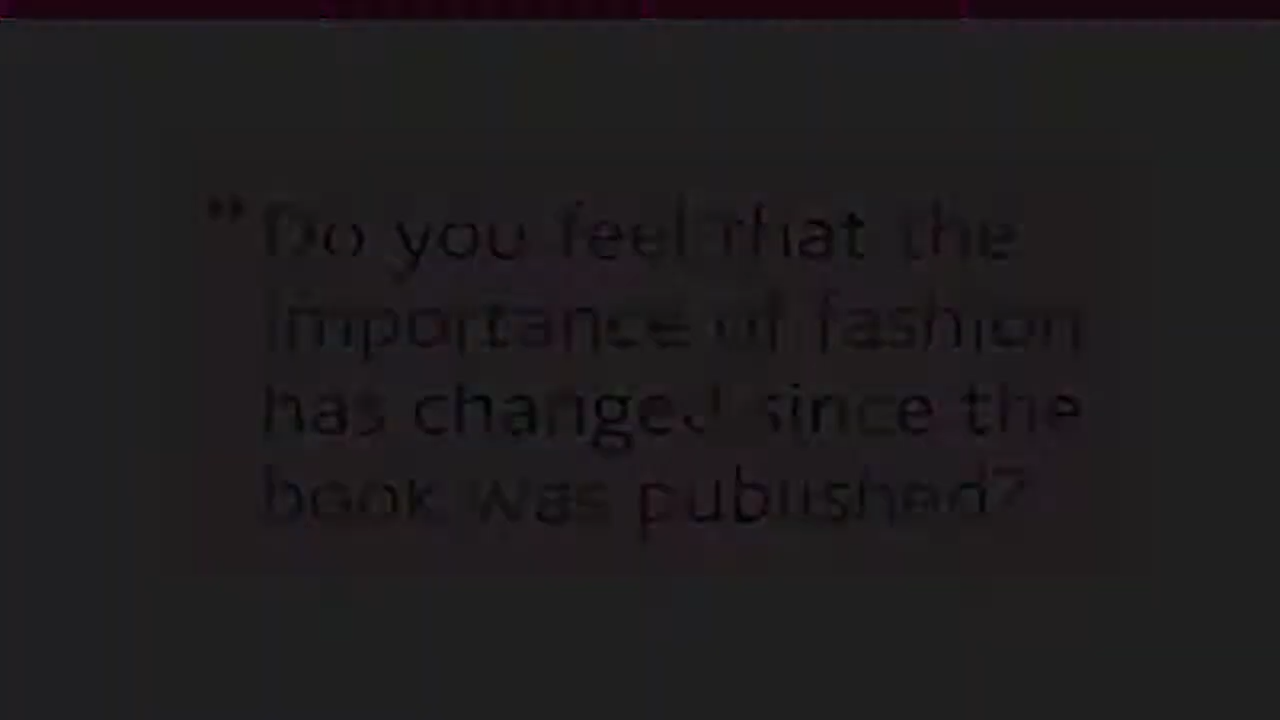 " Do you feel that the
importance of fashion
has changed since the
book was published?